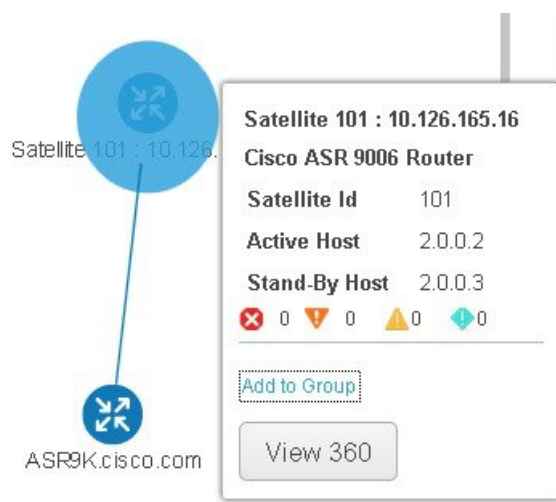 Satellite 101 : 10.126.
Satellite 101 : 10.126.165.16
Cisco ASR 9006 Router
Satellite Id 101
Active Host 2.0.0.2
Stand-By Host 2.0.0.3
0 0 0 0
Add to Group
View 360
ASR9K.cisco.com